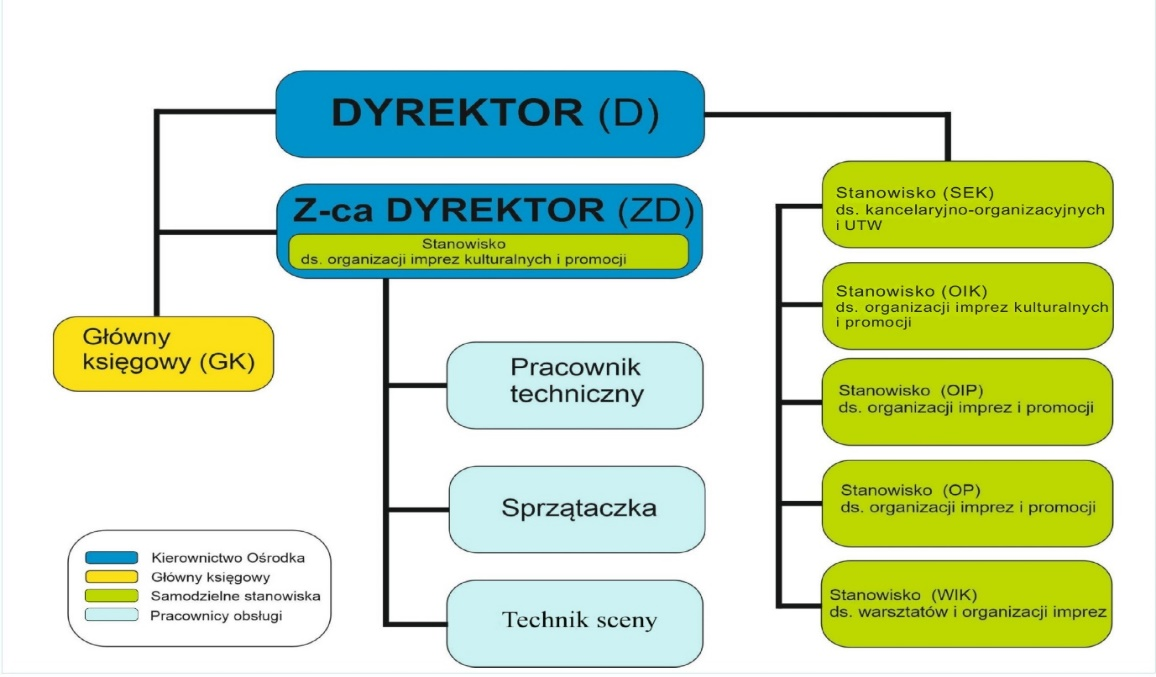 DYREKTOR (D)
Z-ca DYREKTOR (ZD)
Stanowisko
ds. organizacji imprez kulturalnych i promocji
Główny
księgowy (GK)
Pracownik
techniczny
Sprzątaczka
Technik sceny
Stanowisko (SEK)
ds. kancelaryjno-organizacyjnych
i UTW
Stanowisko (OIK)
ds. organizacji imprez kulturalnych
i promocji
Stanowisko (OIP)
ds. organizacji imprez i promocji
Stanowisko (OP)
ds. organizacji imprez i promocji
Stanowisko (WIK)
ds. warsztatów i organizacji imprez
Kierownictwo Ośrodka
Główny księgowy
Samodzielne stanowiska
Pracownicy obsługi